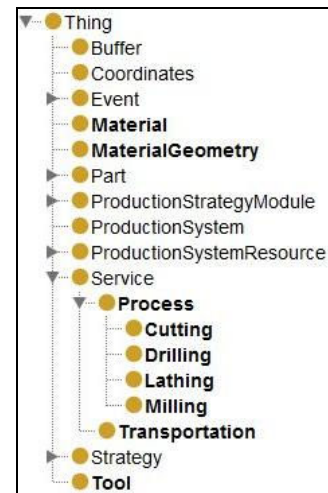 Thing
Buffer
Coordinates
Event
Material
MaterialGeometry
Part
ProductionStrategyModule
ProductionSystem
ProductionSystemResource
Service
Process
Cutting
Drilling
Lathing
Milling
Transportation
Strategy
Tool